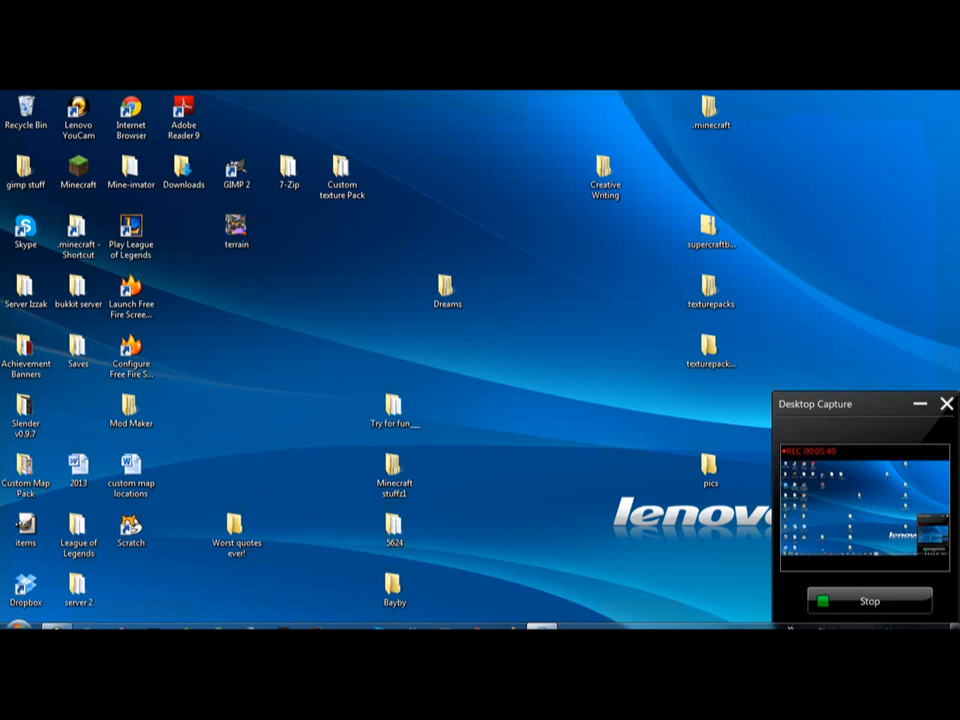 Recycle Bin
Lenovo
YouCam
Internet
Browser
Adobe
Reader 9
.minecraft
gimp stuff
Minecraft
Mine-imator
Downloads
GIMP 2
7-Zip
Custom
texture Pack
Creative
Writing
Skype
.minecraft -
Shortcut
Play League
of Legends
terrain
supercraftb...
Server Izzak
bukkit server
Launch Free
Fire Scree...
Dreams
texturepacks
Achievement
Banners
Saves
Configure
Free Fire S...
texturepack...
Slender
v0.9.7
Mod Maker
Try for fun__
Desktop Capture
REC 00:05:40
Custom Map
Pack
2013
custom map
locations
Minecraft
stuffz1
pics
lenov
items
League of
Legends
Scratch
Worst quotes
ever!
5624
Dropbox
server 2
Bayby
Stop